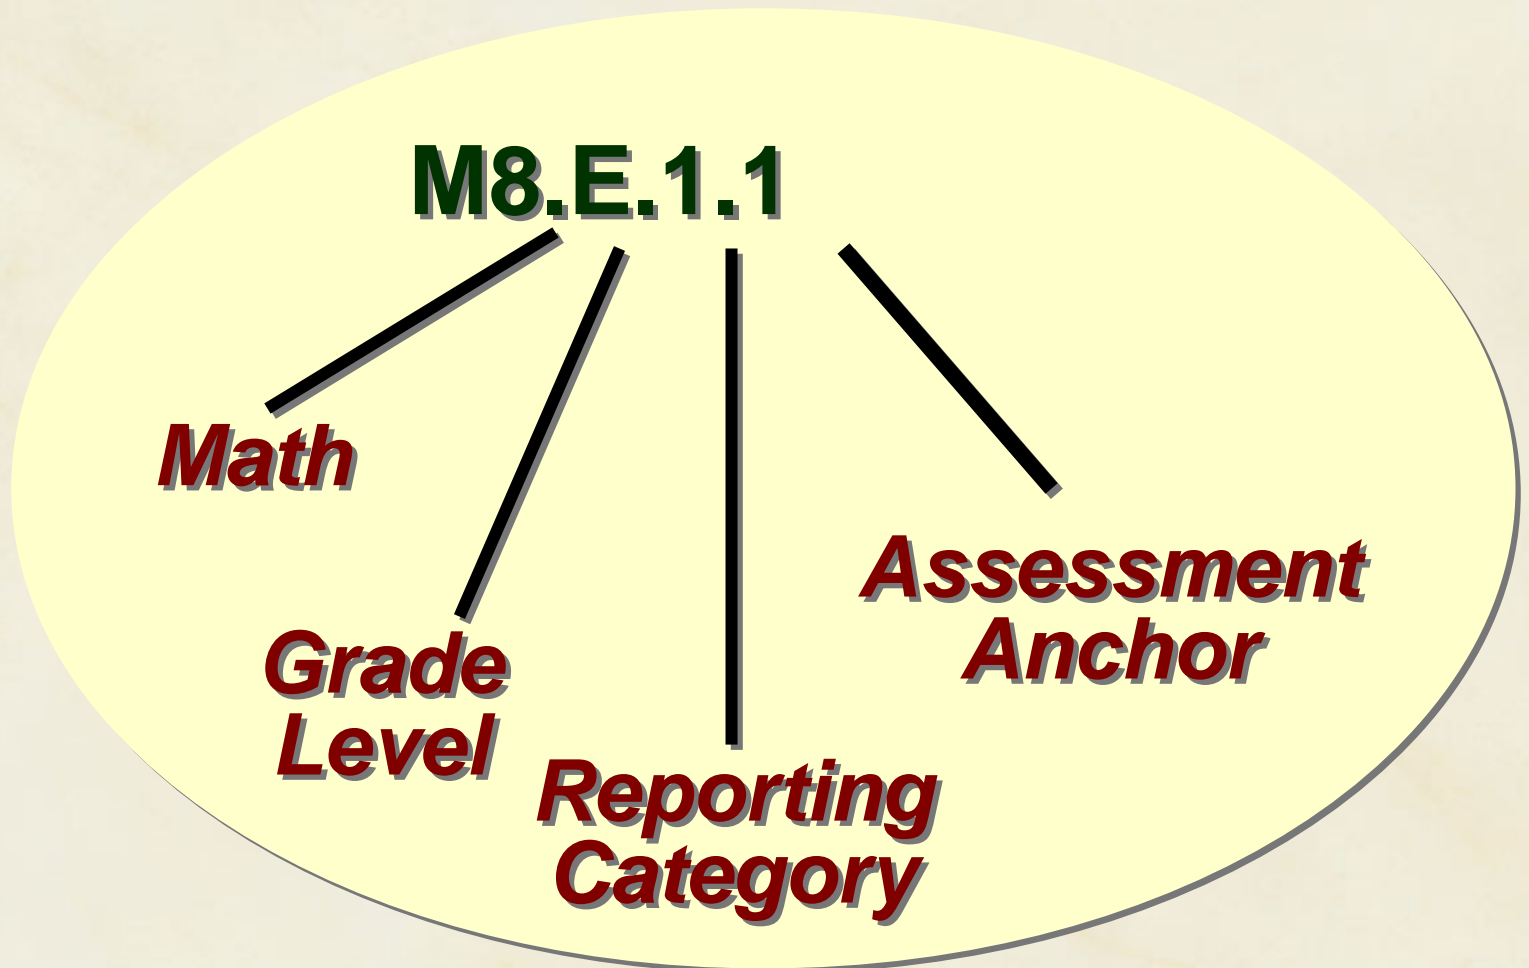 M8.E.1.1
Math
Grade
Level
Reporting
Category
Assessment
Anchor